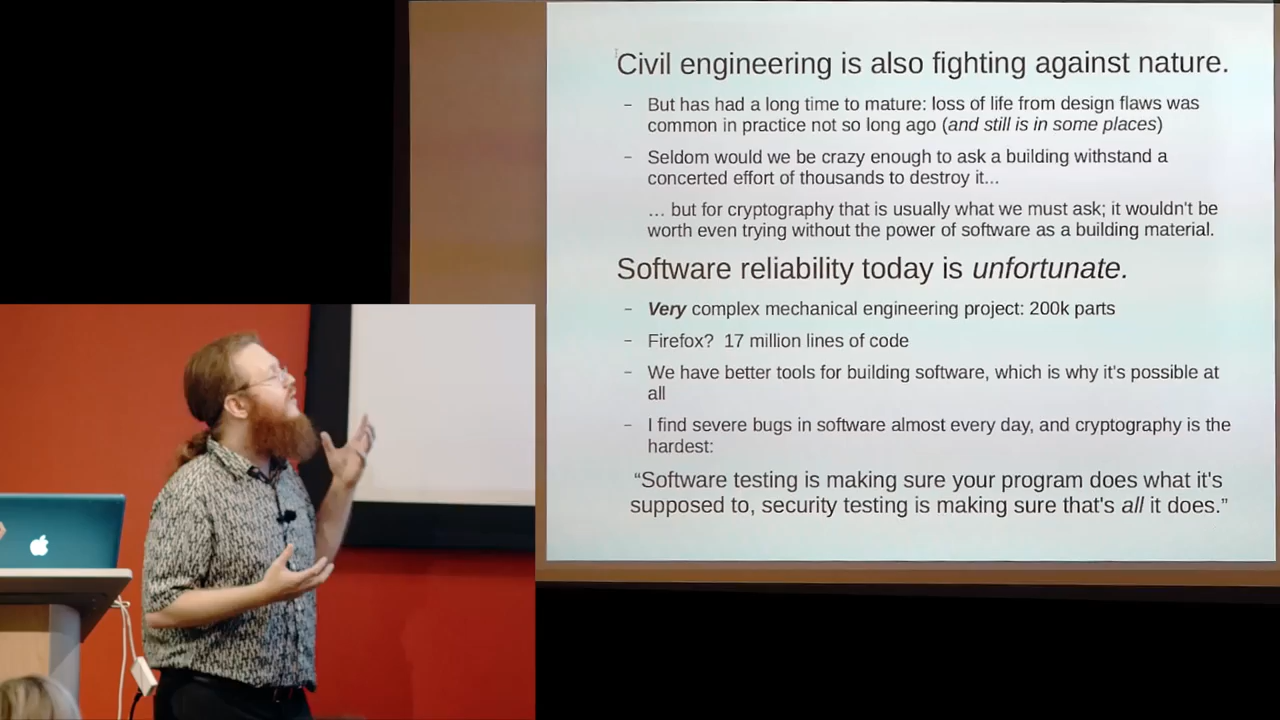 Civil engineering is also fighting against nature.
– But has had a long time to mature: loss of life from design flaws was
common in practice not so long ago (and still is in some places)
– Seldom would we be crazy enough to ask a building withstand a
concerted effort of thousands to destroy it...
... but for cryptography that is usually what we must ask; it wouldn't be
worth even trying without the power of software as a building material.
Software reliability today is unfortunate.
– Very complex mechanical engineering project: 200k parts
– Firefox? 17 million lines of code
– We have better tools for building software, which is why it's possible at
all
– I find severe bugs in software almost every day, and cryptography is the
hardest:
“Software testing is making sure your program does what it's
supposed to, security testing is making sure that's all it does.”